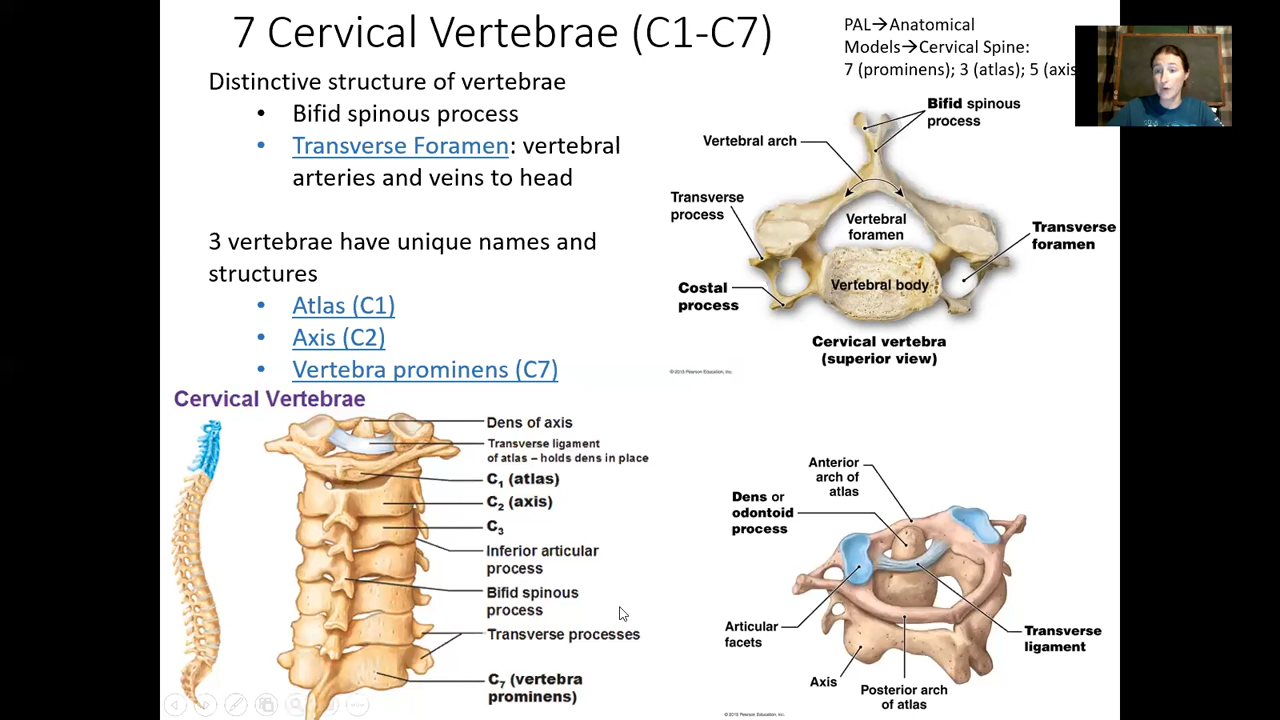 7 Cervical Vertebrae (C1-C7)
PAL→Anatomical
Models→Cervical Spine:
7 (prominens); 3 (atlas); 5 (axis
Distinctive structure of vertebrae
• Bifid spinous process
• Transverse Foramen: vertebral
arteries and veins to head
3 vertebrae have unique names and
structures
• Atlas (C1)
• Axis (C2)
• Vertebra prominens (C7)
Bifid spinous
process
Vertebral arch
Transverse
process
Vertebral
foramen
Transverse
foramen
Costal
process
Vertebral body
Cervical vertebra
(superior view)
© 2015 Pearson Education, Inc.
Cervical Vertebrae
Dens of axis
Transverse ligament
of atlas – holds dens in place
C1 (atlas)
C2 (axis)
C3
Inferior articular
process
Bifid spinous
process
Transverse processes
C7 (vertebra
prominens)
Anterior
arch of
atlas
Dens or
odontoid
process
Articular
facets
Transverse
ligament
Axis
Posterior arch
of atlas
© 2015 Pearson Education, Inc.